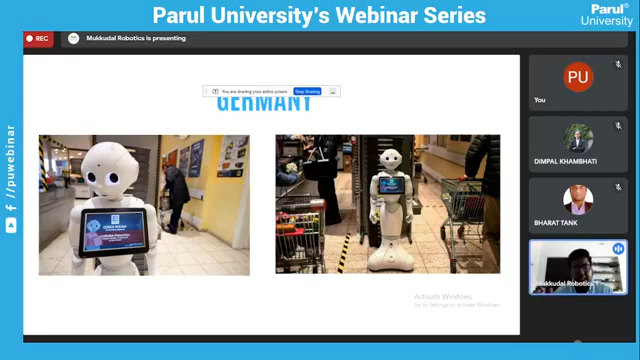 Parul University's Webinar Series
Parul®
University
REC
Mukkudal Robotics is presenting
You are sharing your entire screen.
Stop Sharing
GERMANY
PU
You
DIMPAL KHAMBHATI
BHARAT TANK
Mukkudal Robotics
Activate Windows
Go to Settings to activate Windows.
//puwebinar